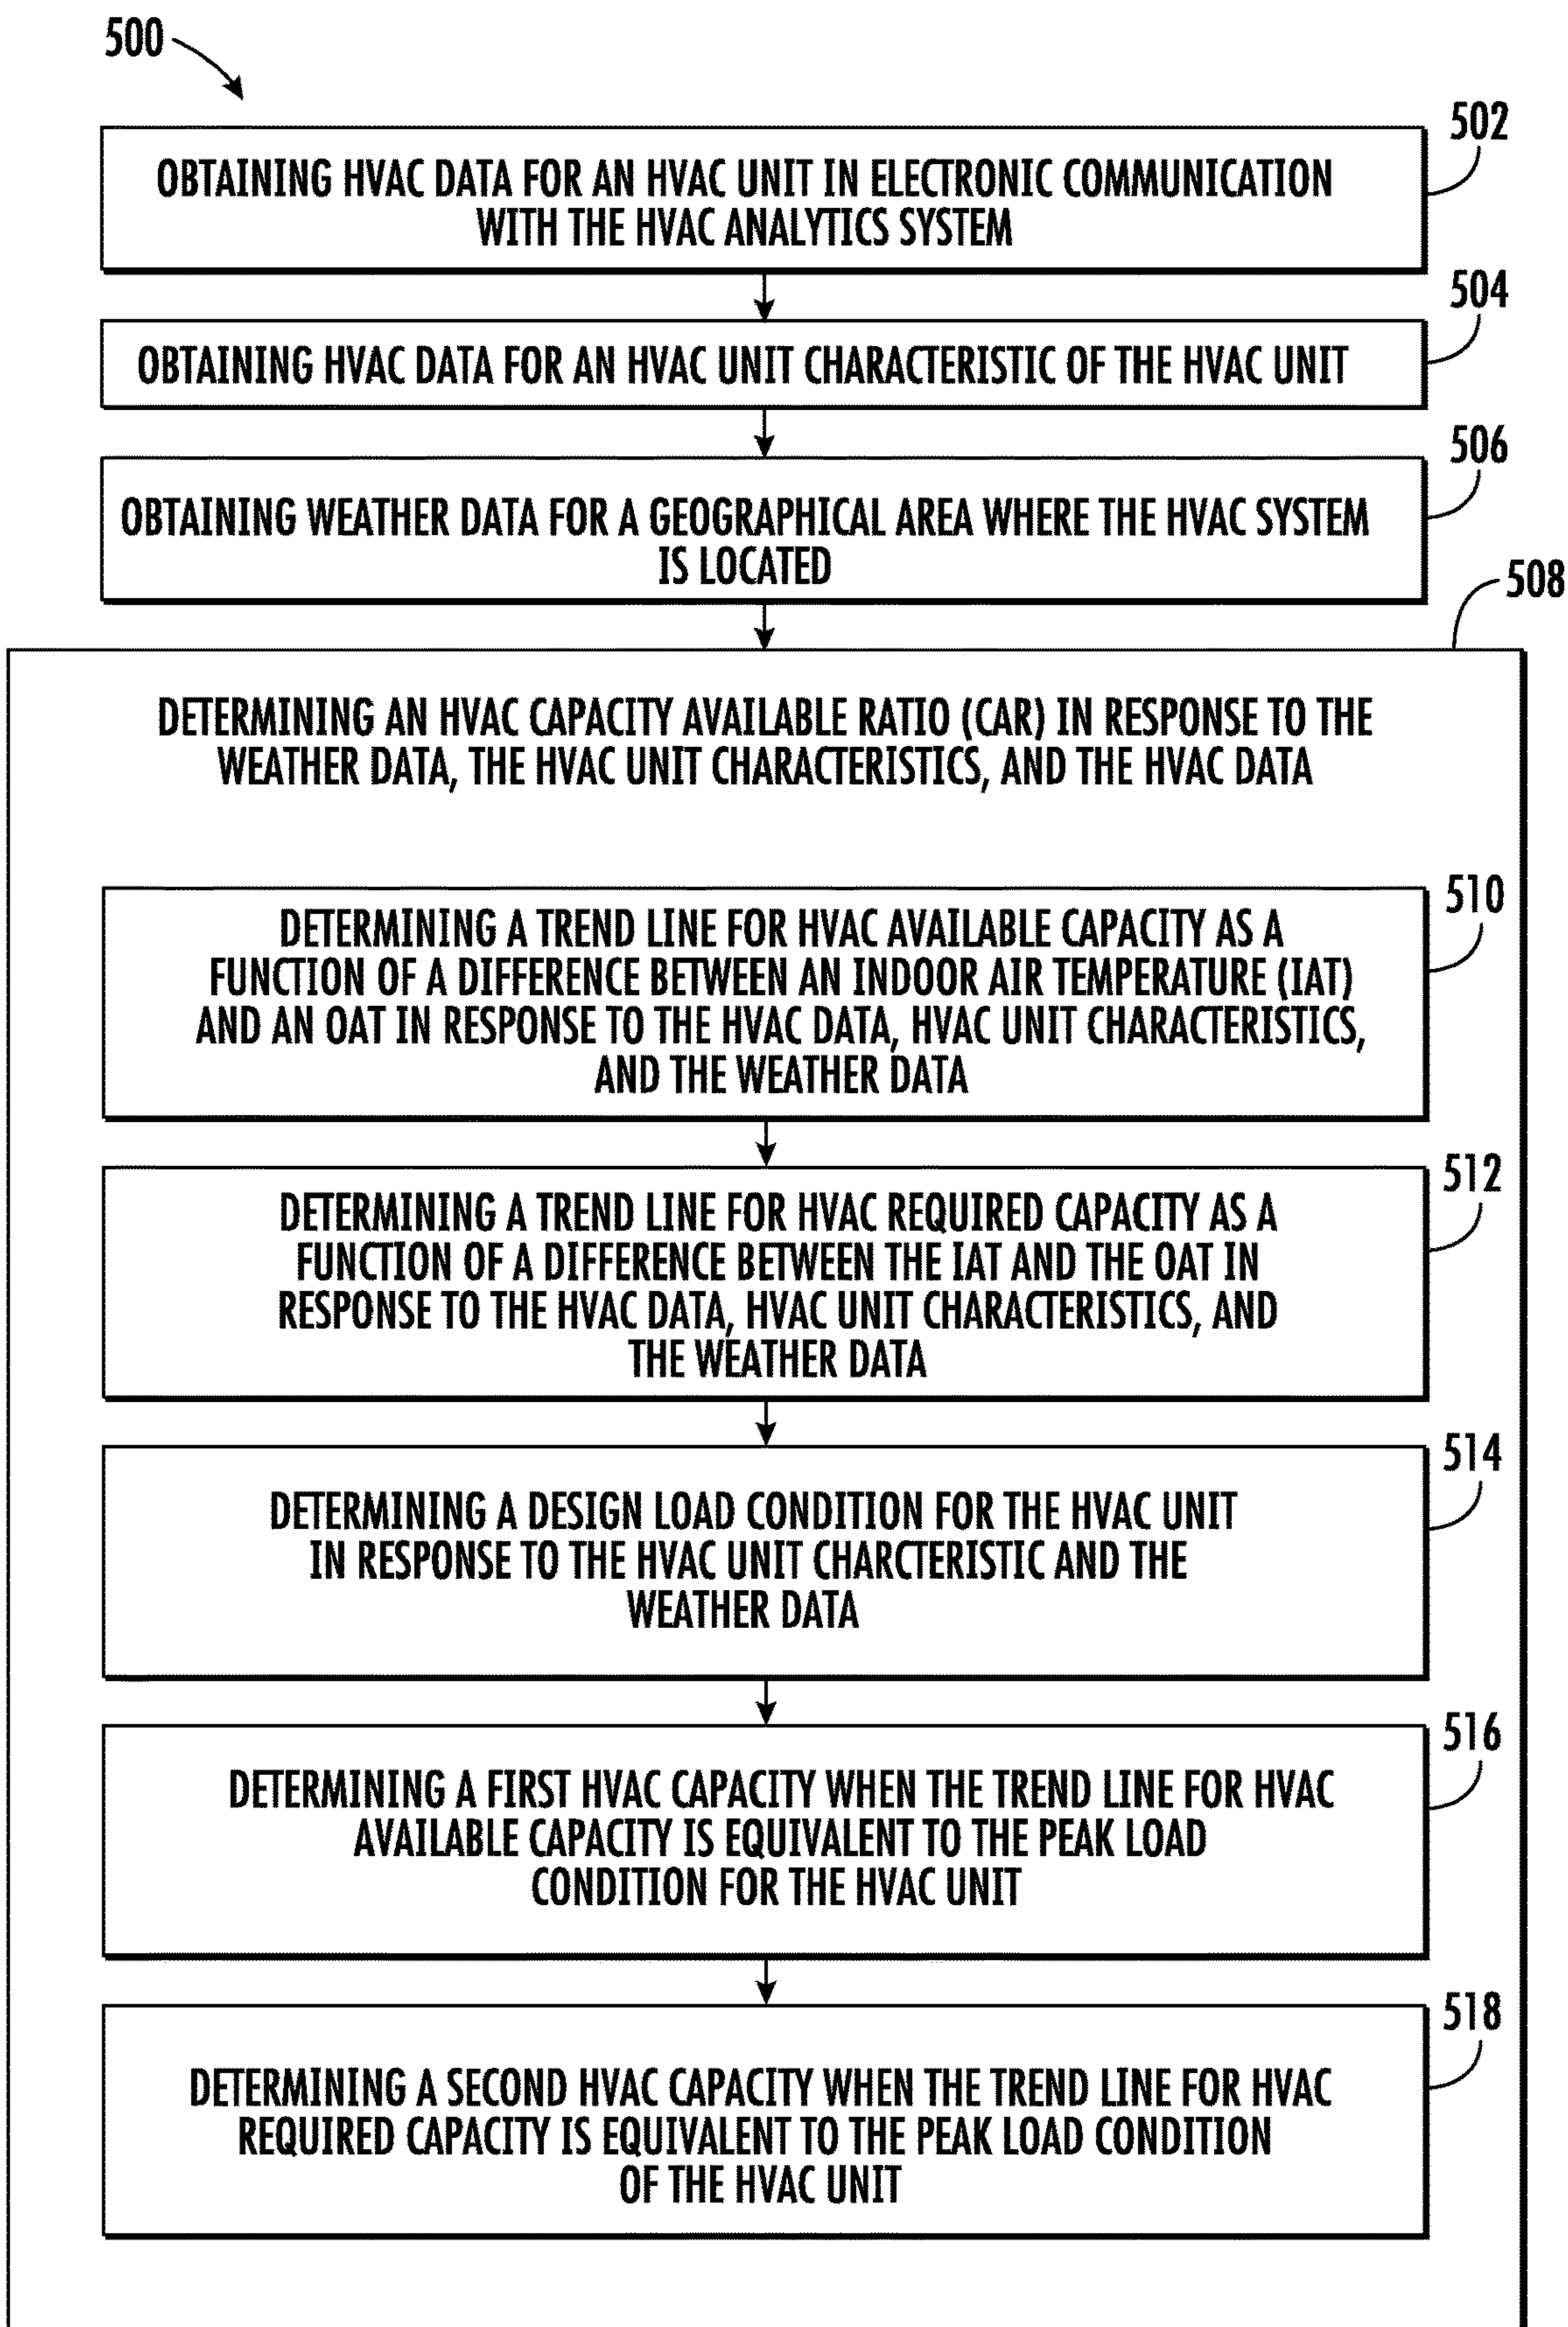 500
502
OBTAINING HVAC DATA FOR AN HVAC UNIT IN ELECTRONIC COMMUNICATION
WITH THE HVAC ANALYTICS SYSTEM
504
OBTAINING HVAC DATA FOR AN HVAC UNIT CHARACTERISTIC OF THE HVAC UNIT
506
OBTAINING WEATHER DATA FOR A GEOGRAPHICAL AREA WHERE THE HVAC SYSTEM
IS LOCATED
508
DETERMINING AN HVAC CAPACITY AVAILABLE RATIO (CAR) IN RESPONSE TO THE
WEATHER DATA, THE HVAC UNIT CHARACTERISTICS, AND THE HVAC DATA
510
DETERMINING A TREND LINE FOR HVAC AVAILABLE CAPACITY AS A
FUNCTION OF A DIFFERENCE BETWEEN AN INDOOR AIR TEMPERATURE (IAT)
AND AN OAT IN RESPONSE TO THE HVAC DATA, HVAC UNIT CHARACTERISTICS,
AND THE WEATHER DATA
512
DETERMINING A TREND LINE FOR HVAC REQUIRED CAPACITY AS A
FUNCTION OF A DIFFERENCE BETWEEN THE IAT AND THE OAT IN
RESPONSE TO THE HVAC DATA, HVAC UNIT CHARACTERISTICS, AND
THE WEATHER DATA
514
DETERMINING A DESIGN LOAD CONDITION FOR THE HVAC UNIT
IN RESPONSE TO THE HVAC UNIT CHARCTERISTIC AND THE
WEATHER DATA
516
DETERMINING A FIRST HVAC CAPACITY WHEN THE TREND LINE FOR HVAC
AVAILABLE CAPACITY IS EQUIVALENT TO THE PEAK LOAD
CONDITION FOR THE HVAC UNIT
518
DETERMINING A SECOND HVAC CAPACITY WHEN THE TREND LINE FOR HVAC
REQUIRED CAPACITY IS EQUIVALENT TO THE PEAK LOAD CONDITION
OF THE HVAC UNIT